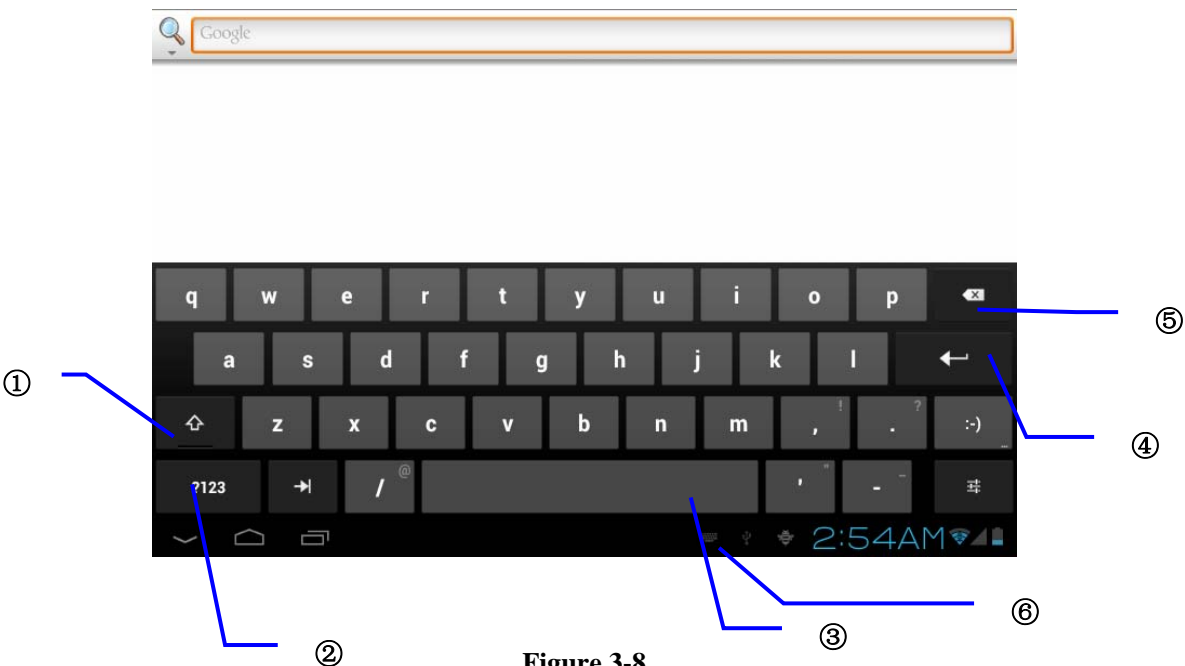 Google
q w e r t y u i o p
⑤
a s d f g h j k l
①
z x c v b n m , ! . ? :-) ...
④
?123 / @ ' " - _
2:54AM
⑥
③
②
Figure 3-8